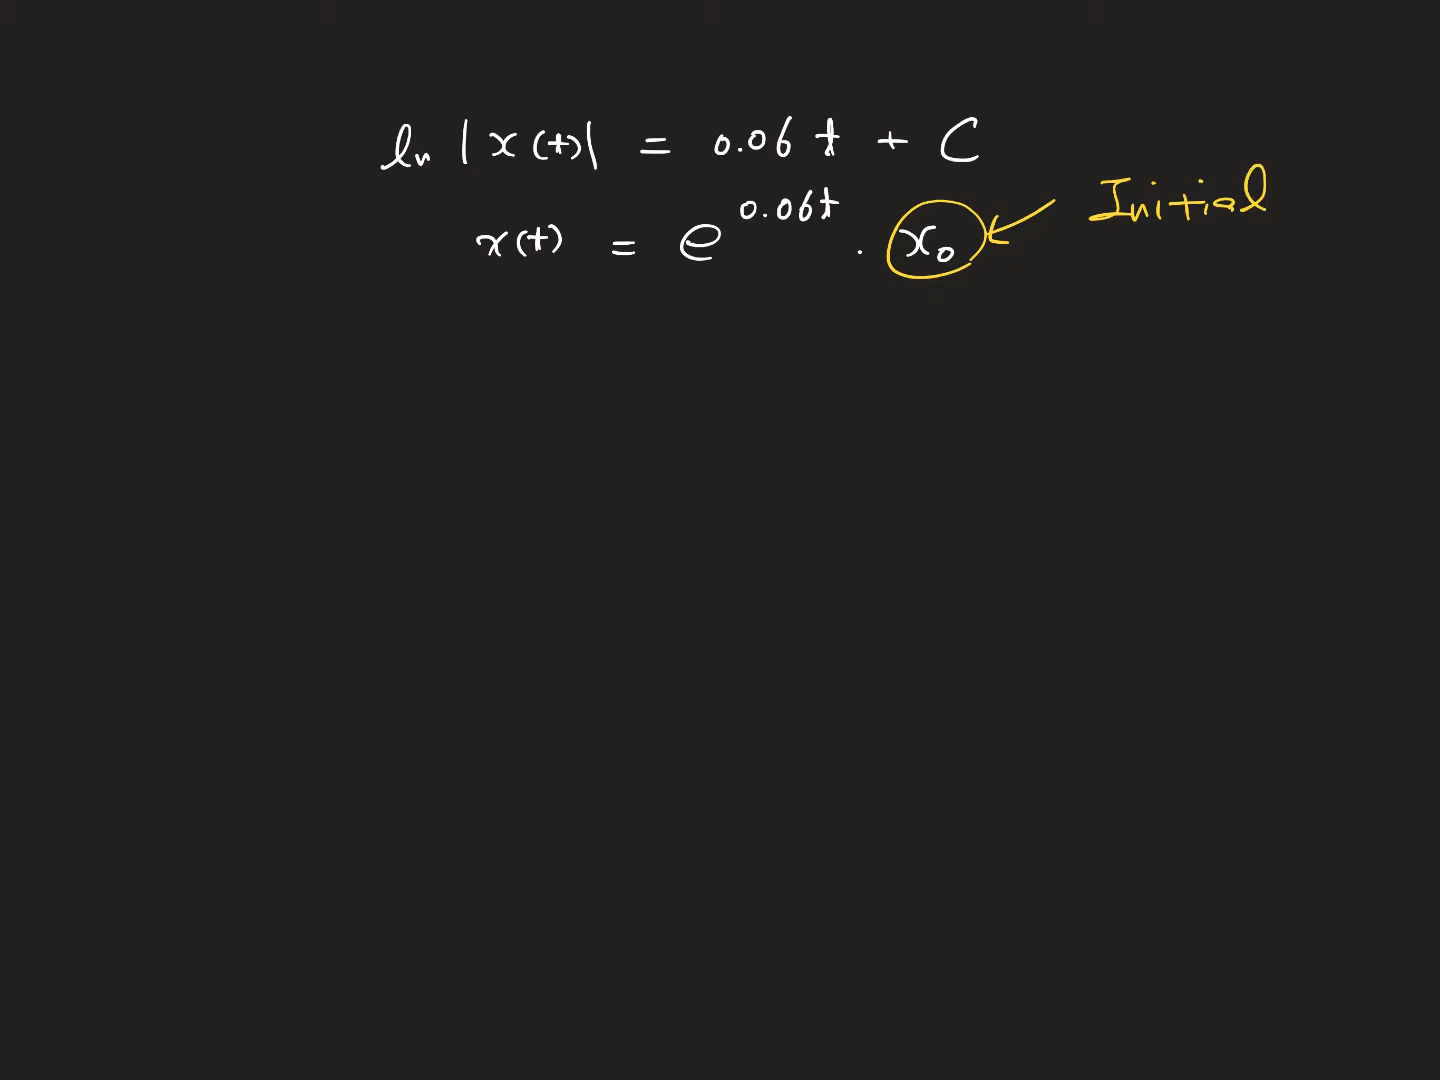 ln |x(t)| = 0.06 t + C
x(t) = e^{0.06t} · x₀ ← Initial